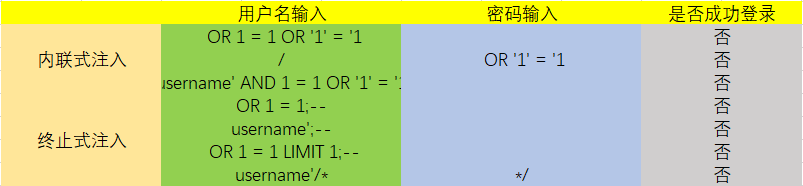 用户名输入 密码输入 是否成功登录
OR 1 = 1 OR '1' = '1 否
内联式注入 / OR '1' = '1 否
username' AND 1 = 1 OR '1' = '1 否
OR 1 = 1;-- 否
终止式注入 username';-- 否
OR 1 = 1 LIMIT 1;-- 否
username'/* */ 否